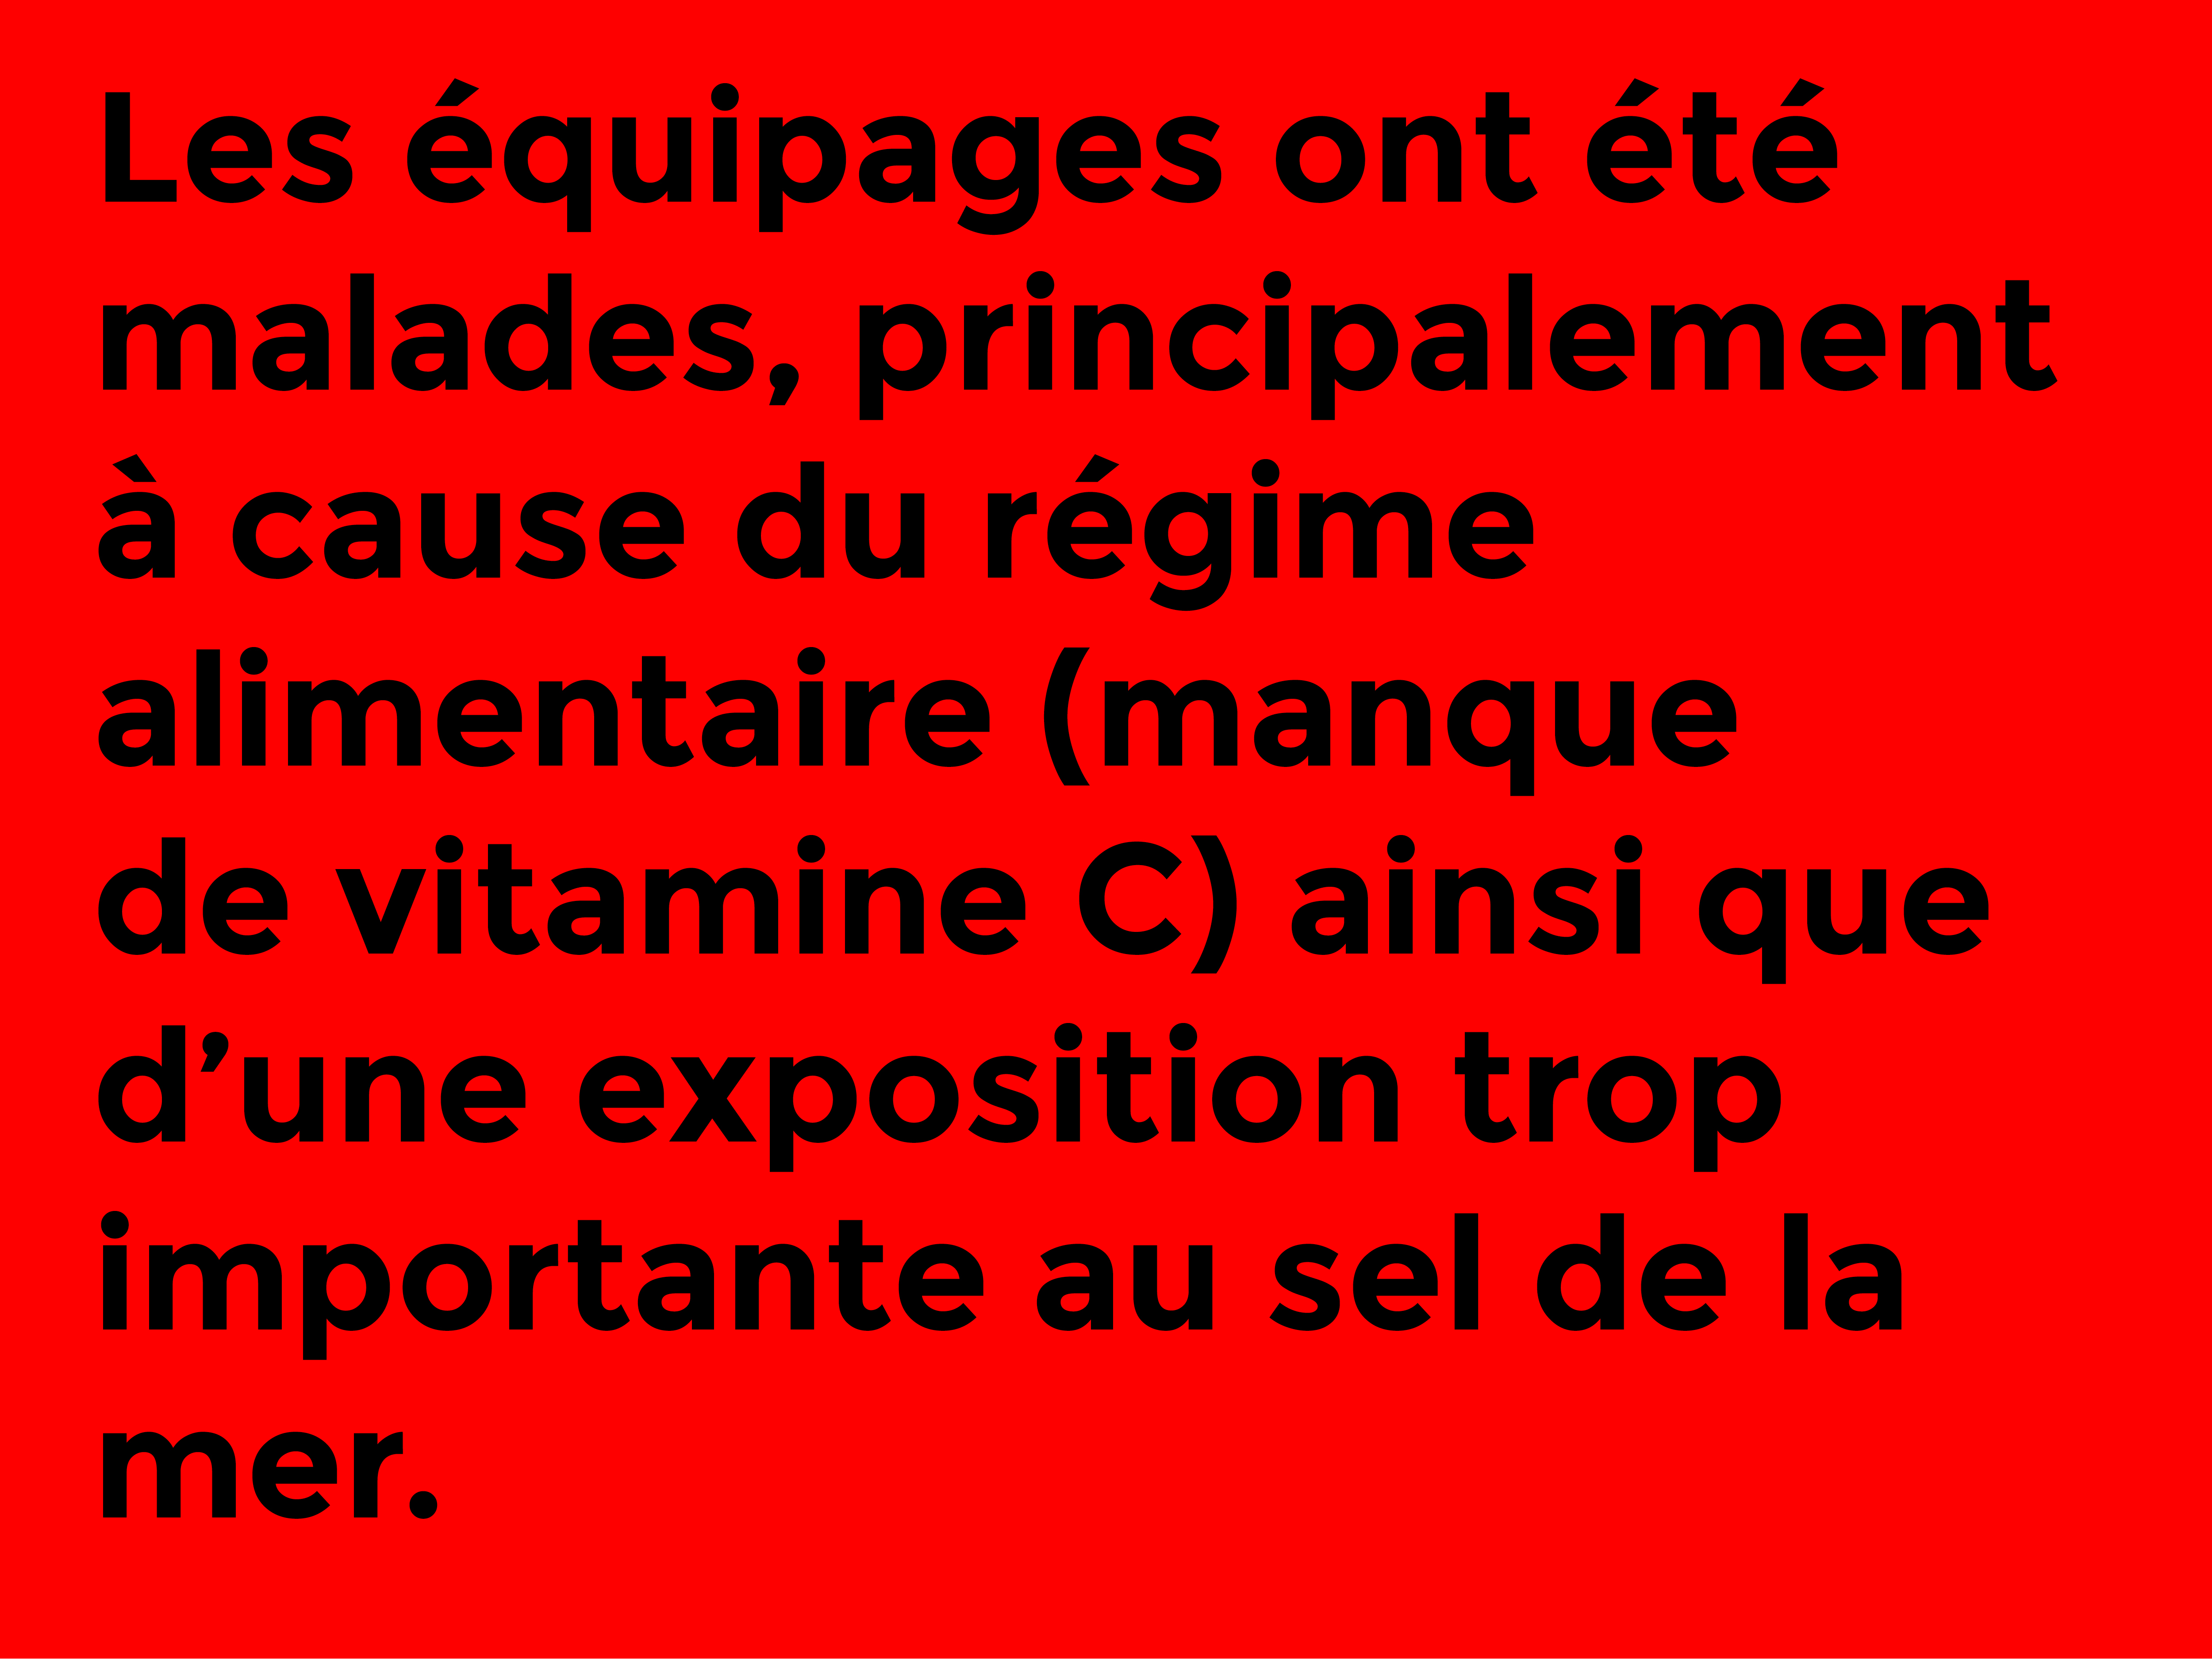 Les équipages ont été
malades, principalement
à cause du régime
alimentaire (manque
de vitamine C) ainsi que
d’une exposition trop
importante au sel de la
mer.